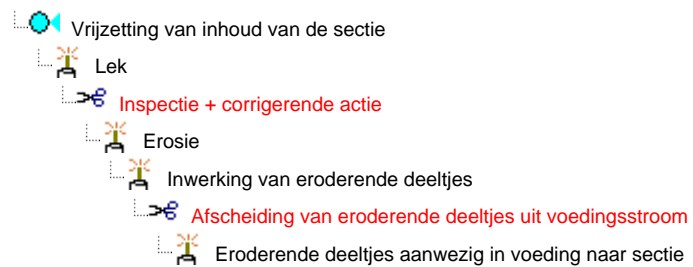 Vrijzetting van inhoud van de sectie
Lek
Inspectie + corrigerende actie
Erosie
Inwerking van eroderende deeltjes
Afscheiding van eroderende deeltjes uit voedingsstroom
Eroderende deeltjes aanwezig in voeding naar sectie